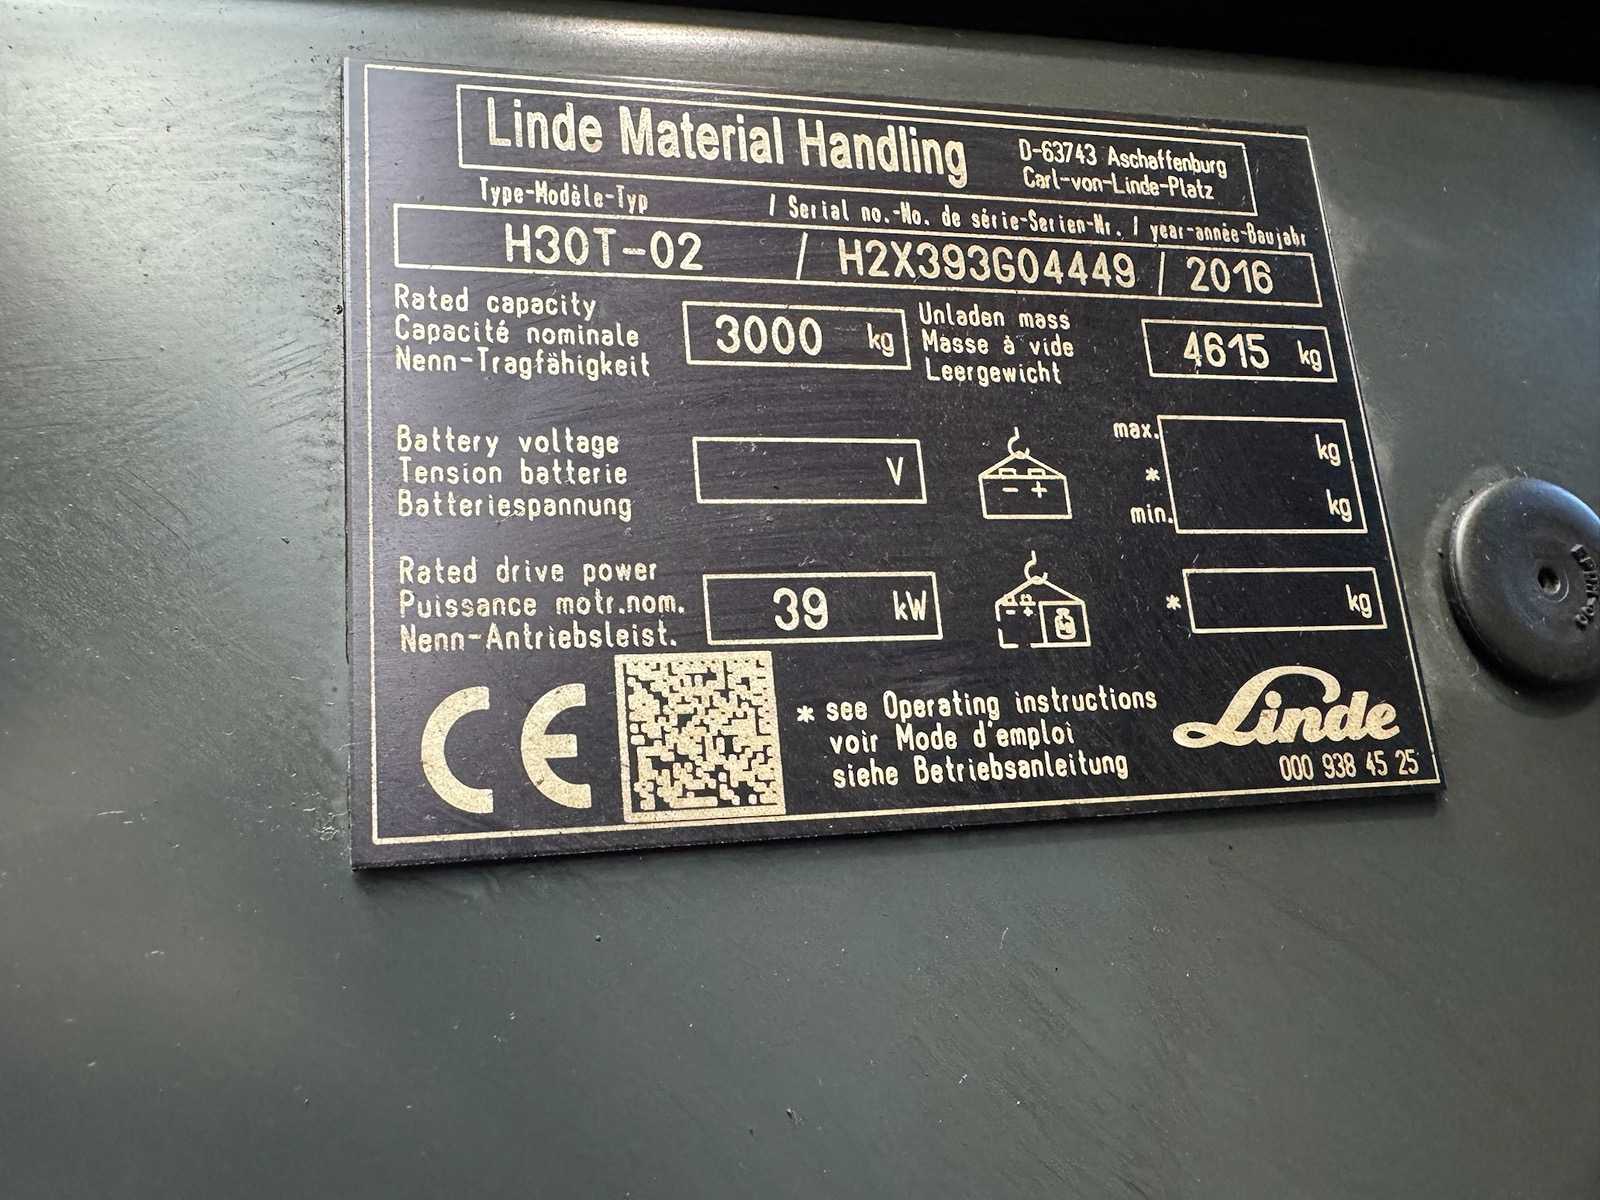 Linde Material Handling
D-63743 Aschaffenburg
Carl-von-Linde-Platz
Type-Modèle-Typ / Serial no.-No. de série-Serien-Nr. / year-année-Baujahr
H30T-02 / H2X393G04449 / 2016
Rated capacity
Capacité nominale
Nenn-Tragfähigkeit
3000 kg
Unladen mass
Masse à vide
Leergewicht
4615 kg
Battery voltage
Tension batterie
Batteriespannung
V
- +
max. kg
*
min. kg
Rated drive power
Puissance motr.nom.
Nenn-Antriebsleist.
39 kW
- +
* kg
CE
* see Operating instructions
voir Mode d'emploi
siehe Betriebsanleitung
Linde
000 938 45 25